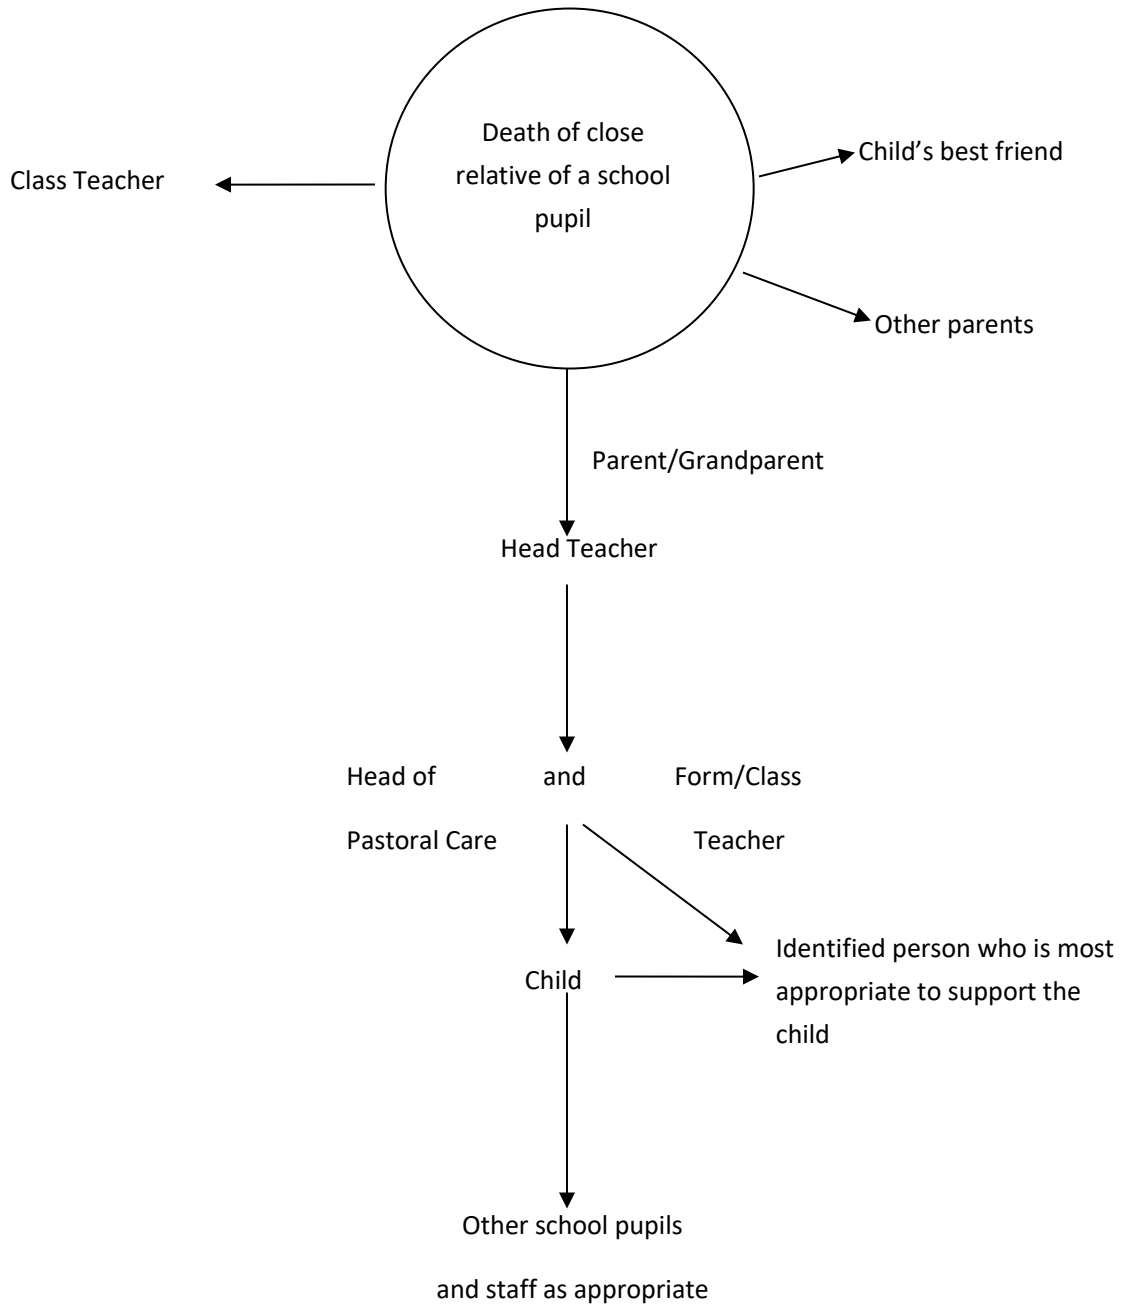 Death of close
relative of a school
pupil
Class Teacher
Child’s best friend
Other parents
Parent/Grandparent
Head Teacher
Head of and Form/Class
Pastoral Care Teacher
Identified person who is most
Child
appropriate to support the
child
Other school pupils
and staff as appropriate